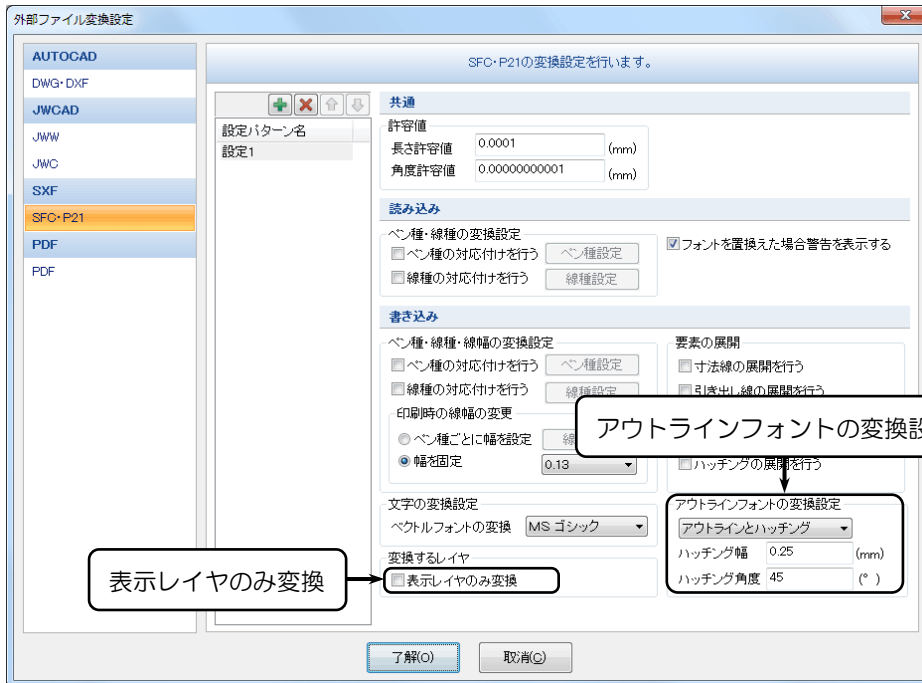 外部ファイル変換設定
AUTOCAD
DWG・DXF
JWCAD
JWW
JWC
SXF
SFC・P21
PDF
PDF
SFC・P21の変換設定を行います。
設定パターン名
設定1
共通
許容値
長さ許容値 0.0001 (mm)
角度許容値 0.00000000001 (mm)
読み込み
ペン種・線種の変換設定
ペン種の対応付けを行う ペン種設定
線種の対応付けを行う 線種設定
フォントを置換えた場合警告を表示する
書き込み
ペン種・線種・線幅の変換設定
ペン種の対応付けを行う ペン種設定
線種の対応付けを行う 線種設定
印刷時の線幅の変更
ペン種ごとに幅を設定 線
幅を固定 0.13
要素の展開
寸法線の展開を行う
引き出し線の展開を行う
アウトラインフォントの変換設
ハッチングの展開を行う
文字の変換設定
ベクトルフォントの変換 MS ゴシック
変換するレイヤ
表示レイヤのみ変換
表示レイヤのみ変換
アウトラインフォントの変換設定
アウトラインとハッチング
ハッチング幅 0.25 (mm)
ハッチング角度 45 (°)
了解(O)
取消(C)